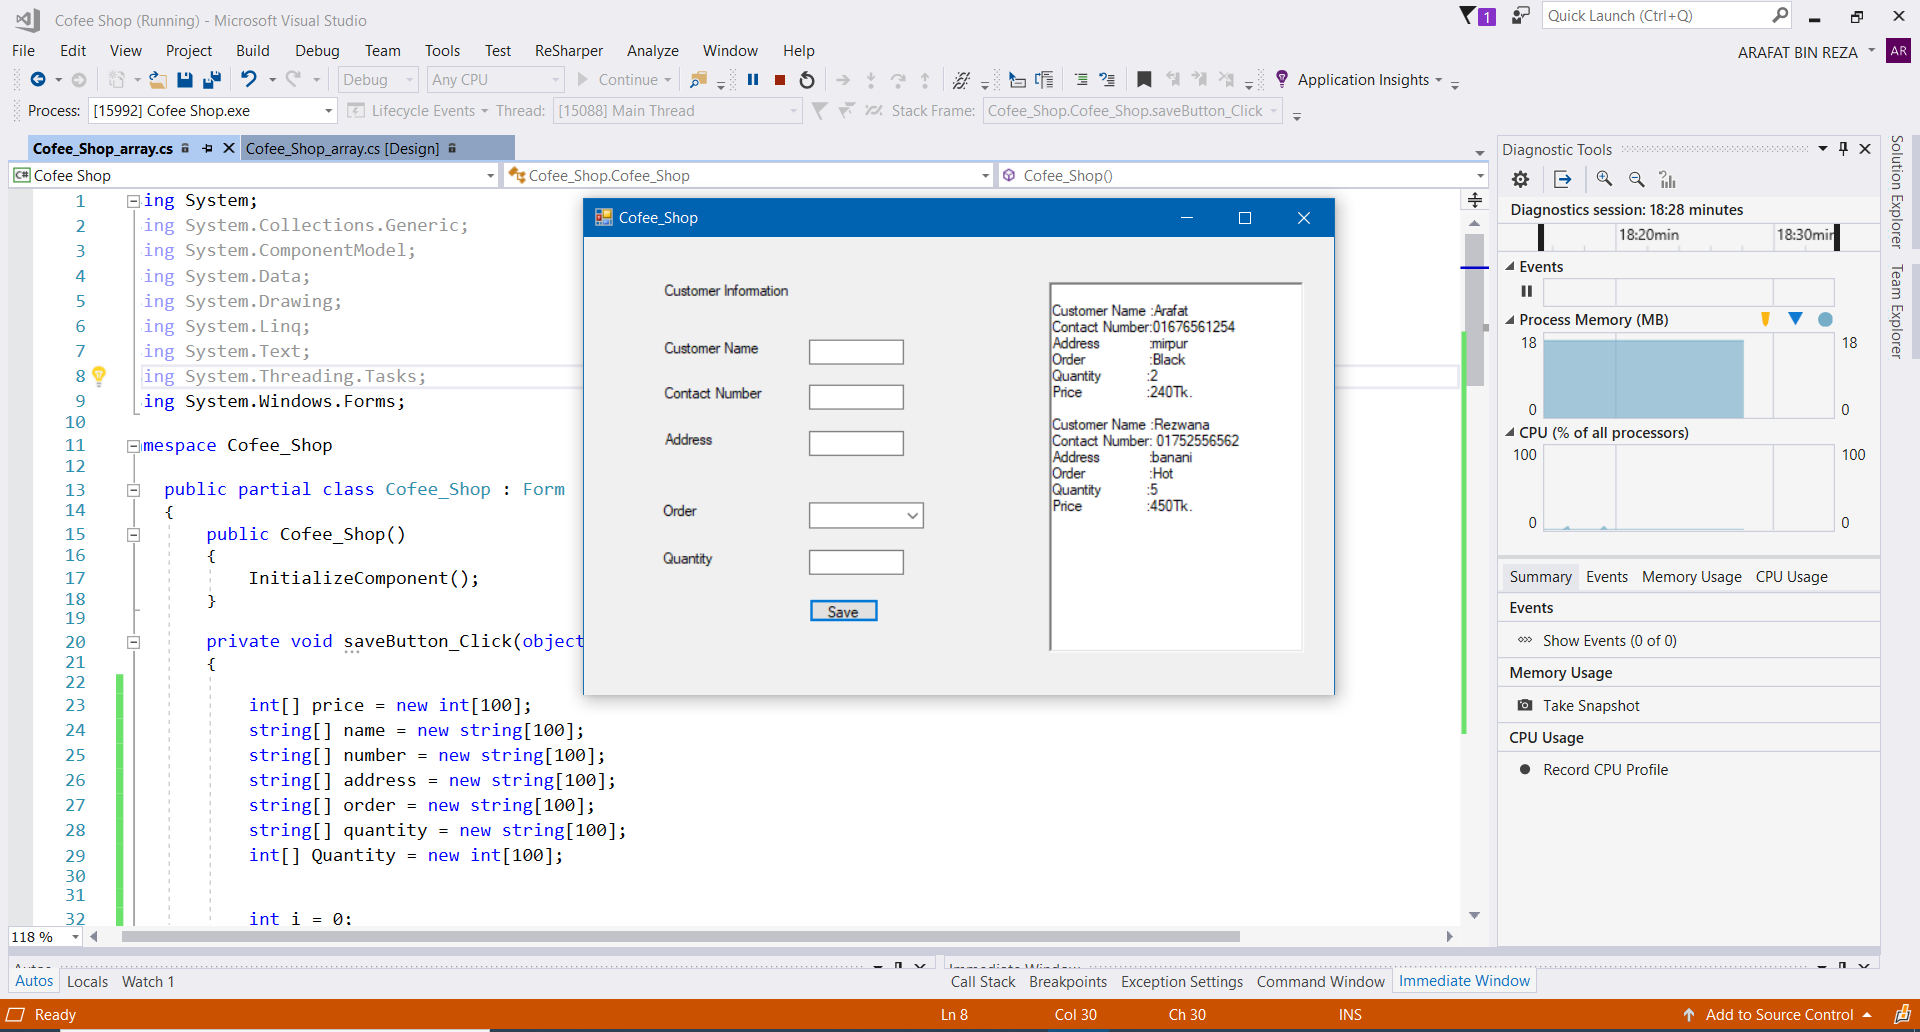 Cofee Shop (Running) - Microsoft Visual Studio
1
Quick Launch (Ctrl+Q)
File Edit View Project Build Debug Team Tools Test ReSharper Analyze Window Help
ARAFAT BIN REZA AR
Debug Any CPU Continue Application Insights
Process: [15992] Cofee Shop.exe Lifecycle Events Thread: [15088] Main Thread Stack Frame: Cofee_Shop.Cofee_Shop.saveButton_Click
Cofee_Shop_array.cs Cofee_Shop_array.cs [Design]
C# Cofee Shop Cofee_Shop.Cofee_Shop Cofee_Shop()
1 ing System;
2 ing System.Collections.Generic;
3 ing System.ComponentModel;
4 ing System.Data;
5 ing System.Drawing;
6 ing System.Linq;
7 ing System.Text;
8 ing System.Threading.Tasks;
9 ing System.Windows.Forms;
10
11 mespace Cofee_Shop
12
13 public partial class Cofee_Shop : Form
14 {
15 public Cofee_Shop()
16 {
17 InitializeComponent();
18 }
19
20 private void saveButton_Click(object
21 {
22
23 int[] price = new int[100];
24 string[] name = new string[100];
25 string[] number = new string[100];
26 string[] address = new string[100];
27 string[] order = new string[100];
28 string[] quantity = new string[100];
29 int[] Quantity = new int[100];
30
31
32 int i = 0;
118 %
Cofee_Shop
Customer Information
Customer Name
Contact Number
Address
Order
Quantity
Save
Customer Name :Arafat
Contact Number:01676561254
Address :mirpur
Order :Black
Quantity :2
Price :240Tk.
Customer Name :Rezwana
Contact Number: 01752556562
Address :banani
Order :Hot
Quantity :5
Price :450Tk.
Diagnostic Tools
Diagnostics session: 18:28 minutes
18:20min 18:30min
Events
Process Memory (MB)
18 18
0 0
CPU (% of all processors)
100 100
0 0
Summary Events Memory Usage CPU Usage
Events
Show Events (0 of 0)
Memory Usage
Take Snapshot
CPU Usage
Record CPU Profile
Solution Explorer
Team Explorer
Autos
Immediate Window
Autos Locals Watch 1
Call Stack Breakpoints Exception Settings Command Window Immediate Window
Ready Ln 8 Col 30 Ch 30 INS Add to Source Control